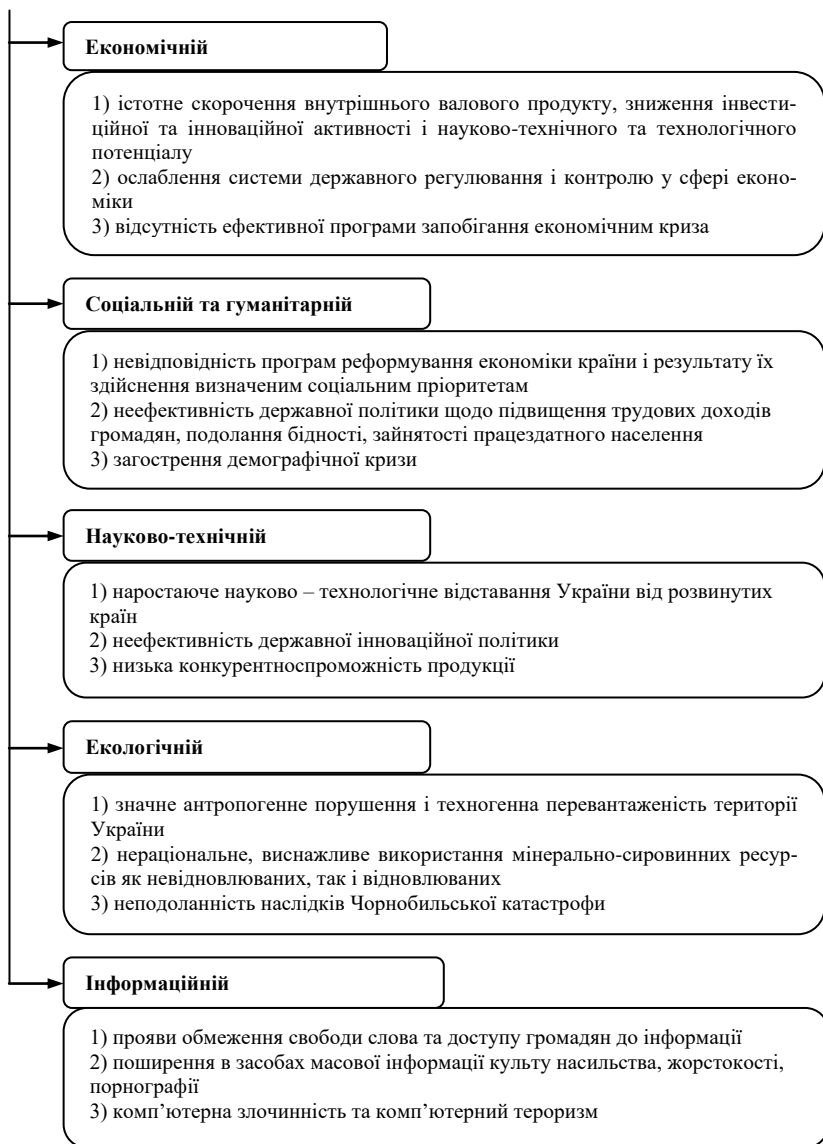 Економічній
1) істотне скорочення внутрішнього валового продукту, зниження інвести-
ційної та інноваційної активності і науково-технічного та технологічного
потенціалу
2) ослаблення системи державного регулювання і контролю у сфері еконо-
міки
3) відсутність ефективної програми запобігання економічним криза
Соціальній та гуманітарній
1) невідповідність програм реформування економіки країни і результату їх
здійснення визначеним соціальним пріоритетам
2) неефективність державної політики щодо підвищення трудових доходів
громадян, подолання бідності, зайнятості працездатного населення
3) загострення демографічної кризи
Науково-технічній
1) наростаюче науково – технологічне відставання України від розвинутих
країн
2) неефективність державної інноваційної політики
3) низька конкурентноспроможність продукції
Екологічній
1) значне антропогенне порушення і техногенна перевантаженість території
України
2) нераціональне, виснажливе використання мінерально-сировинних ресур-
сів як невідновлюваних, так і відновлюваних
3) неподоланність наслідків Чорнобильської катастрофи
Інформаційній
1) прояви обмеження свободи слова та доступу громадян до інформації
2) поширення в засобах масової інформації культу насильства, жорстокості,
порнографії
3) комп’ютерна злочинність та комп’ютерний тероризм